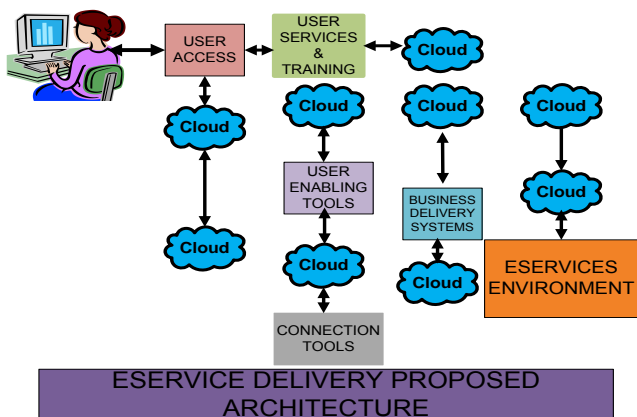 USER
ACCESS
USER
SERVICES
&
TRAINING
Cloud
Cloud
Cloud
Cloud
Cloud
USER
ENABLING
TOOLS
BUSINESS
DELIVERY
SYSTEMS
Cloud
Cloud
Cloud
Cloud
ESERVICES
ENVIRONMENT
CONNECTION
TOOLS
ESERVICE DELIVERY PROPOSED
ARCHITECTURE